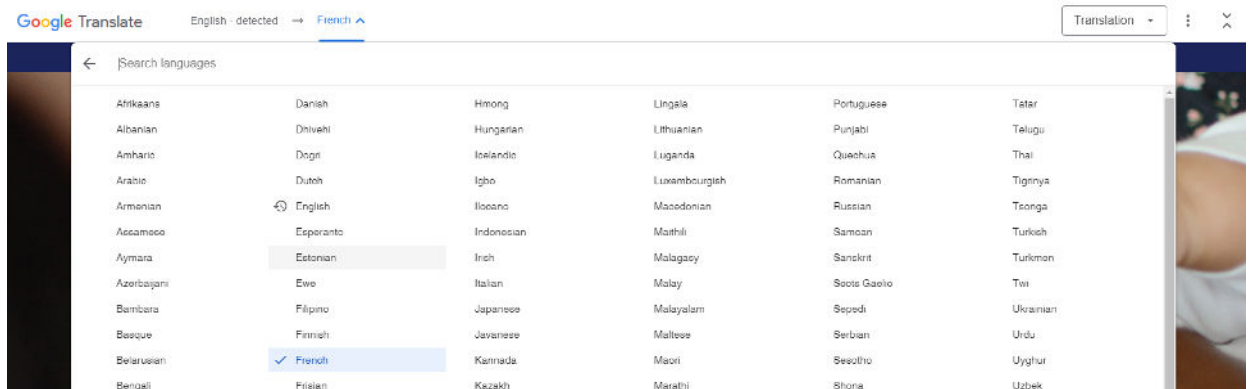 Google Translate
English - detected → French
Translation
Search languages
Afrikaans Danish Hmong Lingala Portuguese Tatar
Albanian Dhivehi Hungarian Lithuanian Punjabi Telugu
Amharic Dogri Icelandic Luganda Quechua Thai
Arabic Dutch Igbo Luxembourgish Romanian Tigrinya
Armenian English Ilocano Macedonian Russian Tsonga
Assamese Esperanto Indonesian Maithili Samoan Turkish
Aymara Estonian Irish Malagasy Sanskrit Turkmen
Azerbaijani Ewe Italian Malay Scots Gaelic Twi
Bambara Filipino Japanese Malayalam Sepedi Ukrainian
Basque Finnish Javanese Maltese Serbian Urdu
Belarusian French Kannada Maori Sesotho Uyghur
Bengali Frisian Kazakh Marathi Shona Uzbek